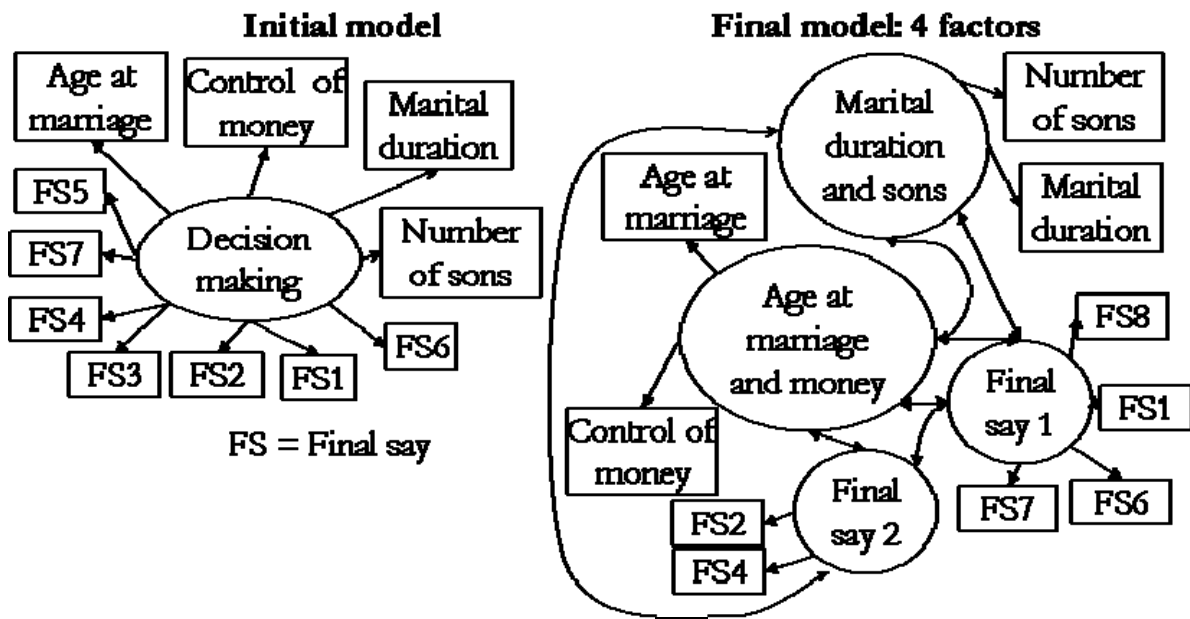 Initial model
Age at
marriage
Control of
money
Marital
duration
FS5
FS7
FS4
FS3
FS2
FS1
FS6
Number
of sons
Decision
making
FS = Final say
Final model: 4 factors
Marital
duration
and sons
Number
of sons
Marital
duration
Age at
marriage
Age at
marriage
and money
Control of
money
Final
say 1
FS8
FS1
FS6
FS7
Final
say 2
FS2
FS4